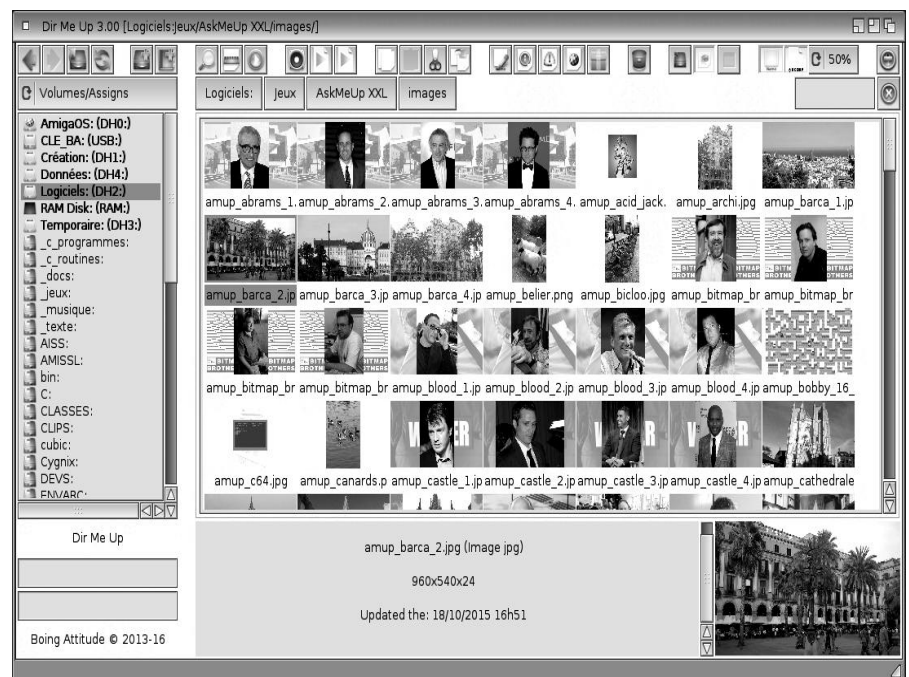 Dir Me Up 3.00 [Logiciels:Jeux/AskMeUp XXL/images/]
50%
Volumes/Assigns
Logiciels: Jeux AskMeUp XXL images
AmigaOS: (DH0:)
CLE_BA: (USB:)
Création: (DH1:)
Données: (DH4:)
Logiciels: (DH2:)
RAM Disk: (RAM:)
Temporaire: (DH3:)
_c_programmes:
_c_routines:
_docs:
_jeux:
_musique:
_texte:
AISS:
AMISSL:
bin:
C:
CLASSES:
CLIPS:
cubic:
Cygnix:
DEVS:
ENVARC:
amup_abrams_1. amup_abrams_2. amup_abrams_3. amup_abrams_4. amup_acid_jack. amup_archi.jpg amup_barca_1.jp
amup_barca_2.jp amup_barca_3.jp amup_barca_4.jp amup_belier.png amup_bicloo.jpg amup_bitmap_br amup_bitmap_br
amup_bitmap_br amup_bitmap_br amup_blood_1.jp amup_blood_2.jp amup_blood_3.jp amup_blood_4.jp amup_bobby_16_
amup_c64.jpg amup_canards.p amup_castle_1.jp amup_castle_2.jp amup_castle_3.jp amup_castle_4.jp amup_cathedrale
Dir Me Up
Boing Attitude © 2013-16
amup_barca_2.jpg (Image jpg)
960x540x24
Updated the: 18/10/2015 16h51